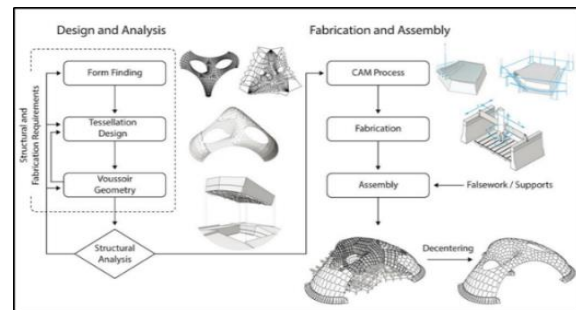 Design and Analysis
Fabrication and Assembly
Structural and
Fabrication Requirements
Form Finding
Tessellation
Design
Voussoir
Geometry
Structural
Analysis
CAM Process
Fabrication
Assembly
Falsework / Supports
Decentering